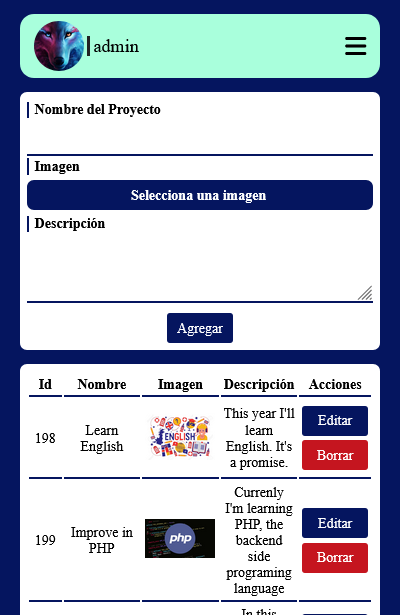 admin
Nombre del Proyecto
Imagen
Selecciona una imagen
Descripción
Agregar
Id Nombre Imagen Descripción Acciones
198
Learn
English
ENGLISH
This year I'll
learn
English. It's
a promise.
Editar
Borrar
199
Improve in
PHP
php
Currenly
I'm learning
PHP, the
backend
side
programing
language
Editar
Borrar
In this